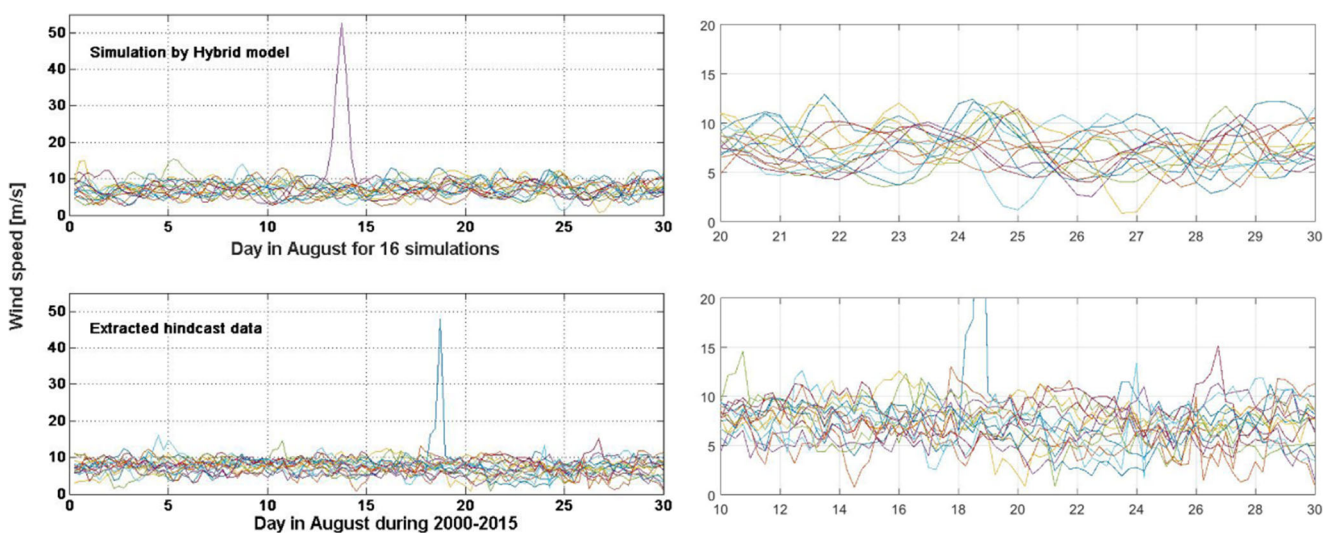 50
40
30
20
10
0
Simulation by Hybrid model
0 5 10 15 20 25 30
Day in August for 16 simulations
20
15
10
5
0
20 21 22 23 24 25 26 27 28 29 30
Wind speed [m/s]
50
40
30
20
10
0
Extracted hindcast data
0 5 10 15 20 25 30
Day in August during 2000-2015
20
15
10
5
0
10 12 14 16 18 20 22 24 26 28 30